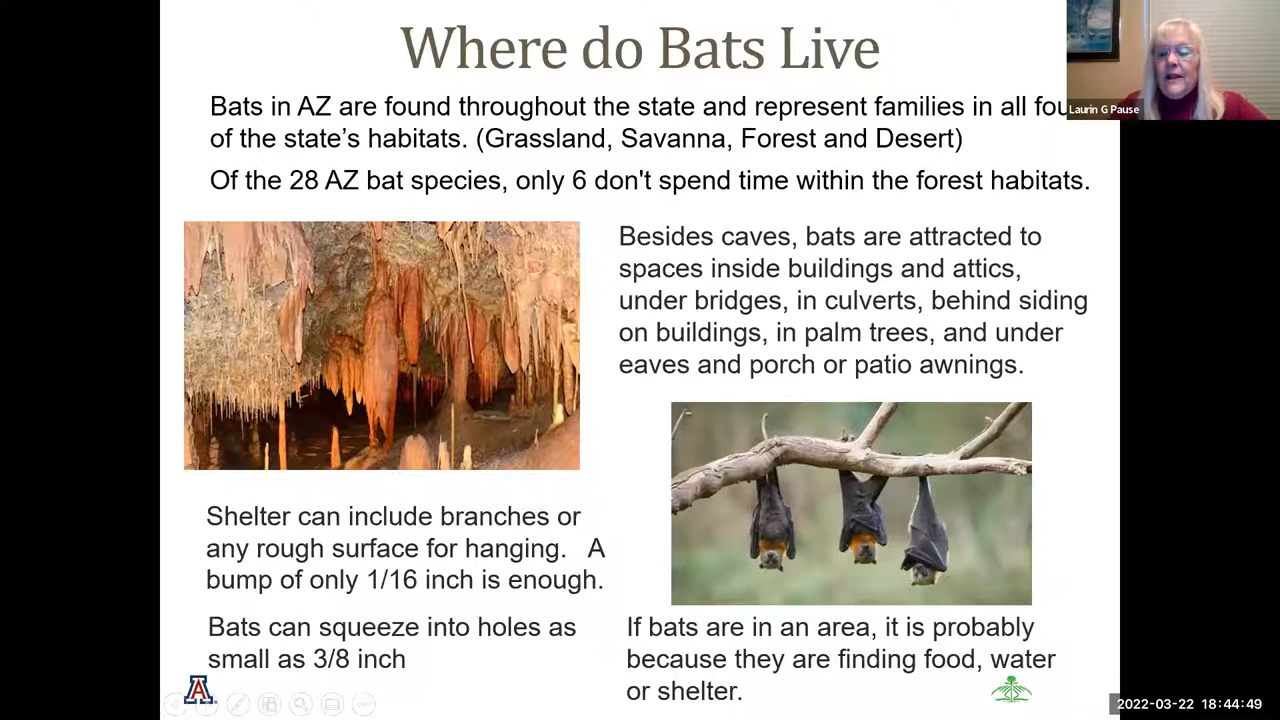 Where do Bats Live
Bats in AZ are found throughout the state and represent families in all fou
of the state's habitats. (Grassland, Savanna, Forest and Desert)
Of the 28 AZ bat species, only 6 don't spend time within the forest habitats.
Besides caves, bats are attracted to
spaces inside buildings and attics,
under bridges, in culverts, behind siding
on buildings, in palm trees, and under
eaves and porch or patio awnings.
Shelter can include branches or
any rough surface for hanging.   A
bump of only 1/16 inch is enough.
Bats can squeeze into holes as
small as 3/8 inch
If bats are in an area, it is probably
because they are finding food, water
or shelter.
Laurin G Pause
A
2022-03-22 18:44:49